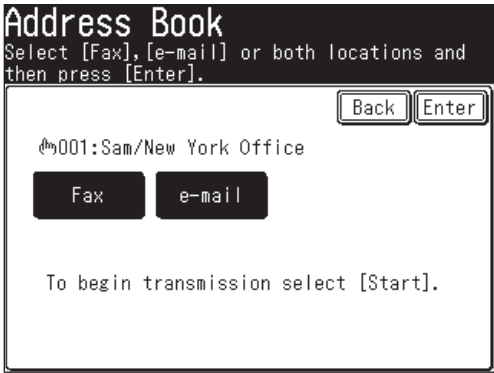 Address Book
Select [Fax],[e-mail] or both locations and
then press [Enter].
Back Enter
001:Sam/New York Office
Fax e-mail
To begin transmission select [Start].